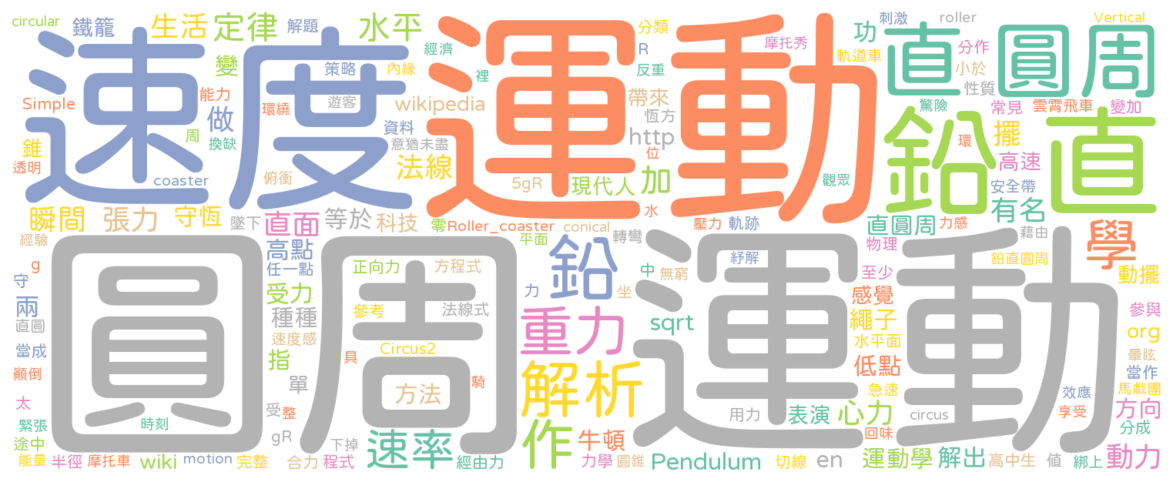 circular 鐵籠 生活 定律 解題 水平 經濟 分類 R 反重 摩托秀 功 刺激 軌道車 roller 分作 小於 性質 Vertical
速度 運動 直圓周
變 能力 策略 內緣 裡 環繞 遊客 wikipedia 帶來 恆方 http 觀眾 驚險 常見 雲霄飛車 變加
Simple 做 周 換缺 資料 意猶未盡 位 鉛直
錐 透明 coaster 俯衝 法線 5gR 現代人 加 擺 環 高速 安全帶
瞬間 張力 守恆 墜下 直面 等於 科技 零 Roller_coaster 水 壓力 軌跡 直圓周 有名 力感 藉由 學
經驗 g 高點 任一點 平面 conical 轉彎 鉛 中 無窮 紓解 物理 至少 鉛直圓周 動擺
圓周 運動
守 兩 直圓 受力 種種 正向力 方程式 參考 法線式 力 坐 重力 sqrt 感覺 繩子 水平面 參與 org
當成 顛倒 速度感 指 Circus2 具 騎 解析 低點 暈眩 當作 馬戲團
太 緊張 途中 單 受 整 時刻 方法 用力 表演 心力 急速 circus 回味 效應 享受 方向 分成
能量 半徑 摩托車 wiki motion 完整 gR 合力 下掉 程式 速率 經由力 作 力學 牛頓 圓錐 Pendulum 切線 en 運動學 解出 高中生 值 綁上 動力